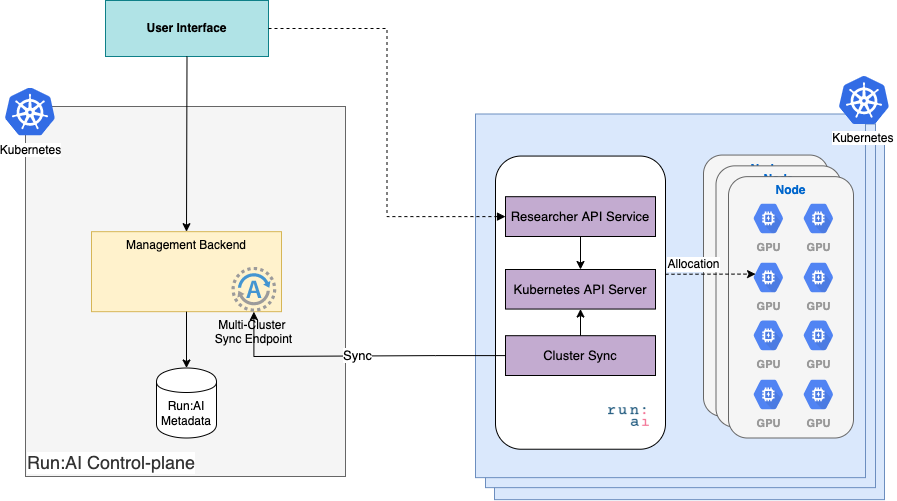 User Interface
Kubernetes
Kubernetes
Management Backend
A
Multi-Cluster
Sync Endpoint
Run:AI
Metadata
Run:AI Control-plane
Sync
Researcher API Service
Kubernetes API Server
Cluster Sync
run:
ai
Allocation
Node
GPU
GPU
GPU
GPU
GPU
GPU
GPU
GPU